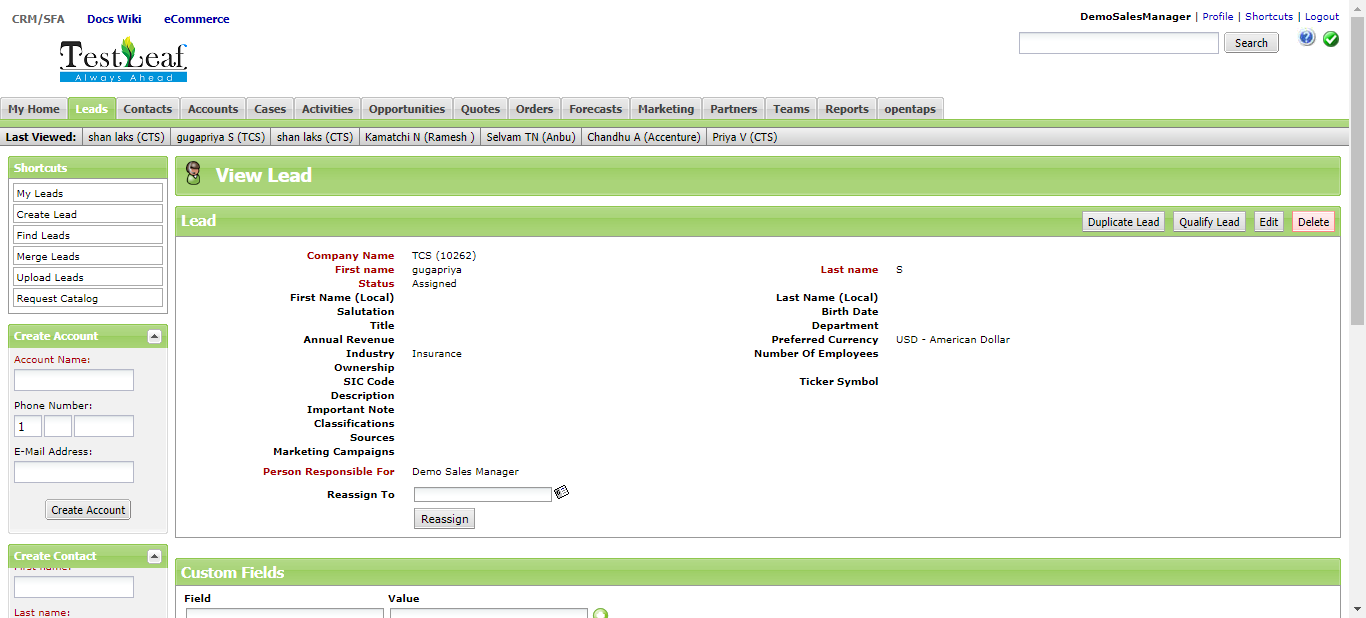 CRM/SFA Docs Wiki eCommerce
DemoSalesManager | Profile | Shortcuts | Logout
TestLeaf
Always Ahead
Search
My Home Leads Contacts Accounts Cases Activities Opportunities Quotes Orders Forecasts Marketing Partners Teams Reports opentaps
Last Viewed: shan laks (CTS) gugapriya S (TCS) shan laks (CTS) Kamatchi N (Ramesh ) Selvam TN (Anbu) Chandhu A (Accenture) Priya V (CTS)
Shortcuts
My Leads
Create Lead
Find Leads
Merge Leads
Upload Leads
Request Catalog
Create Account
Account Name:
Phone Number:
1
E-Mail Address:
Create Account
Create Contact
First name:
Last name:
View Lead
Lead
Duplicate Lead Qualify Lead Edit Delete
Company Name TCS (10262)
First name gugapriya Last name S
Status Assigned
First Name (Local) Last Name (Local)
Salutation Birth Date
Title Department
Annual Revenue Preferred Currency USD - American Dollar
Industry Insurance Number Of Employees
Ownership
SIC Code Ticker Symbol
Description
Important Note
Classifications
Sources
Marketing Campaigns
Person Responsible For Demo Sales Manager
Reassign To
Reassign
Custom Fields
Field Value